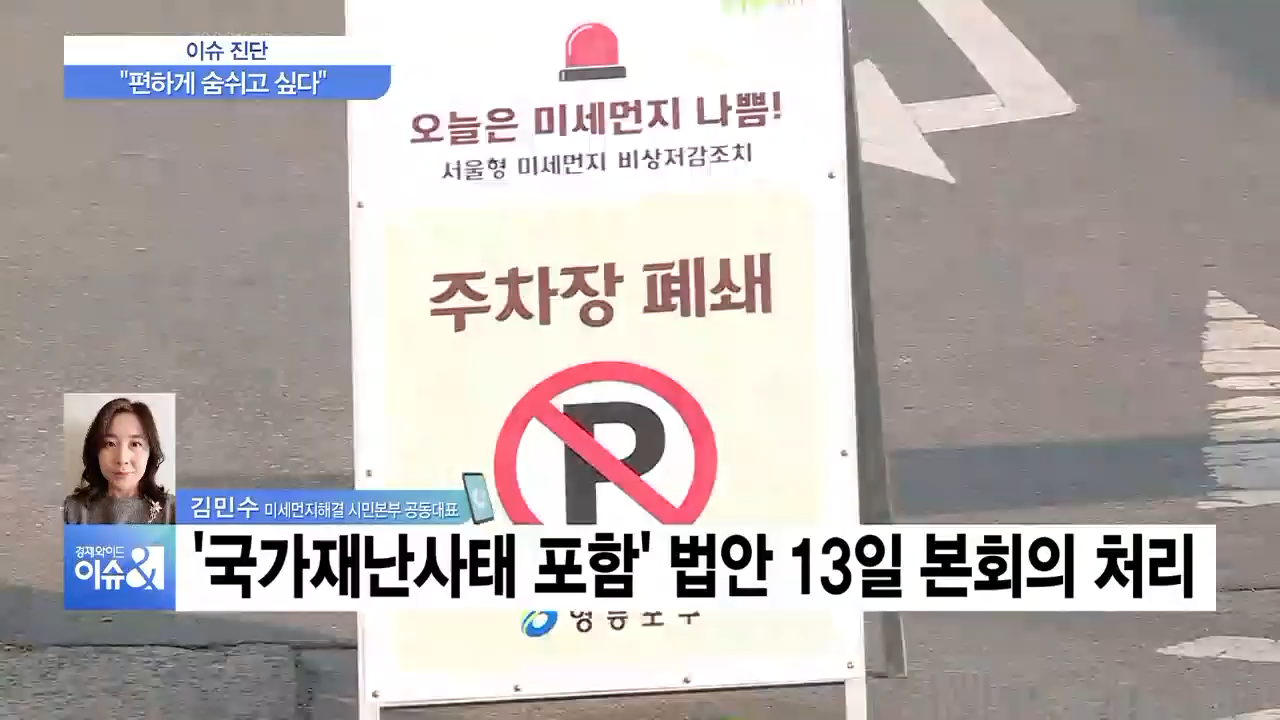 이슈 진단
"편하게 숨쉬고 싶다"
오늘은 미세먼지 나쁨!
서울형 미세먼지 비상저감조치
주차장 폐쇄
P
김민수 미세먼지해결 시민본부 공동대표
경제와이드
이슈&
'국가재난사태 포함' 법안 13일 본회의 처리
영등포구